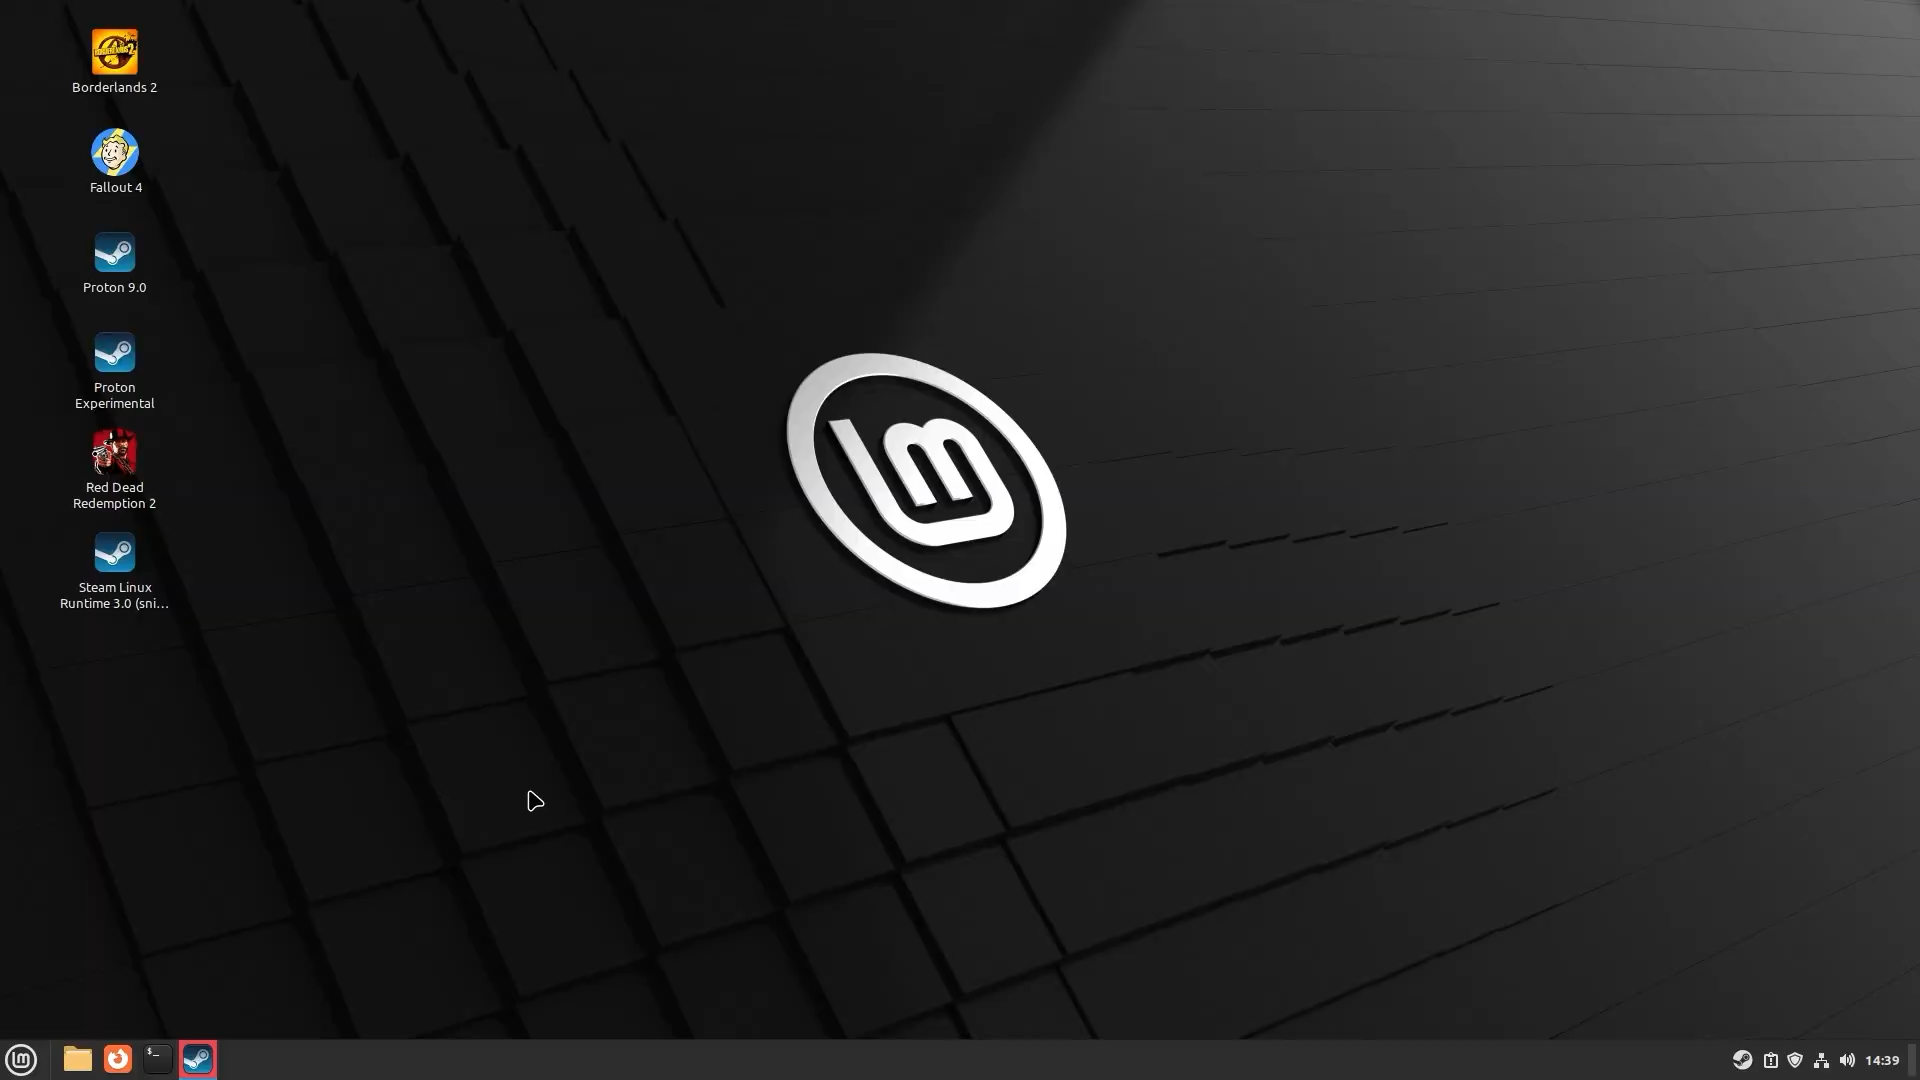 Borderlands 2
Fallout 4
Proton 9.0
Proton
Experimental
Red Dead
Redemption 2
Steam Linux
Runtime 3.0 (sni...
lm
$_
14:39